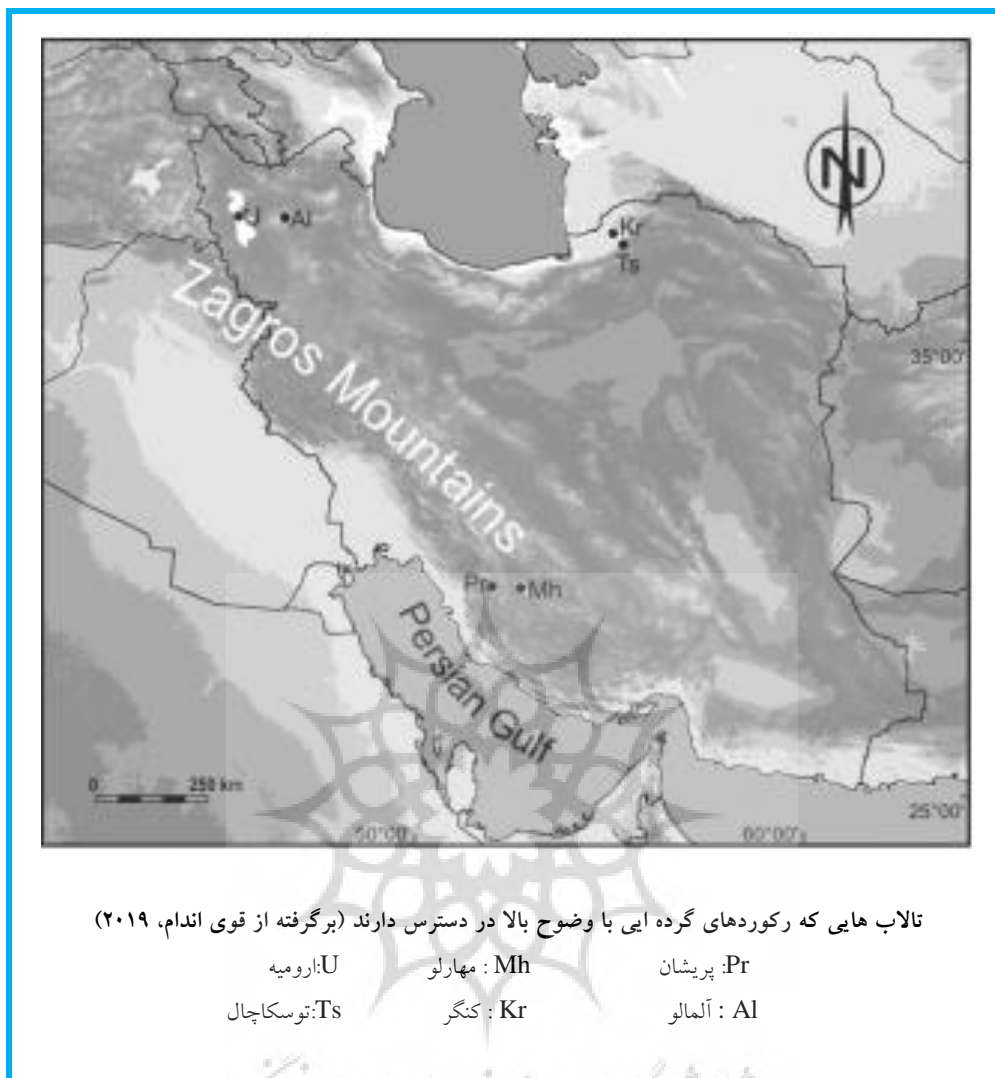 N
U
Al
Kr
Ts
Zagros Mountains
35°00'
Pr
Mh
Persian Gulf
0 250 km
25°00'
50°00'
60°00'
تالاب هایی که رکوردهای گرده ایی با وضوح بالا در دسترس دارند (برگرفته از قوی اندام، ۲۰۱۹)
Pr: پریشان Mh : مهارلو U:ارومیه
Al : آلمالو Kr : کنگر Ts:توسکاچال